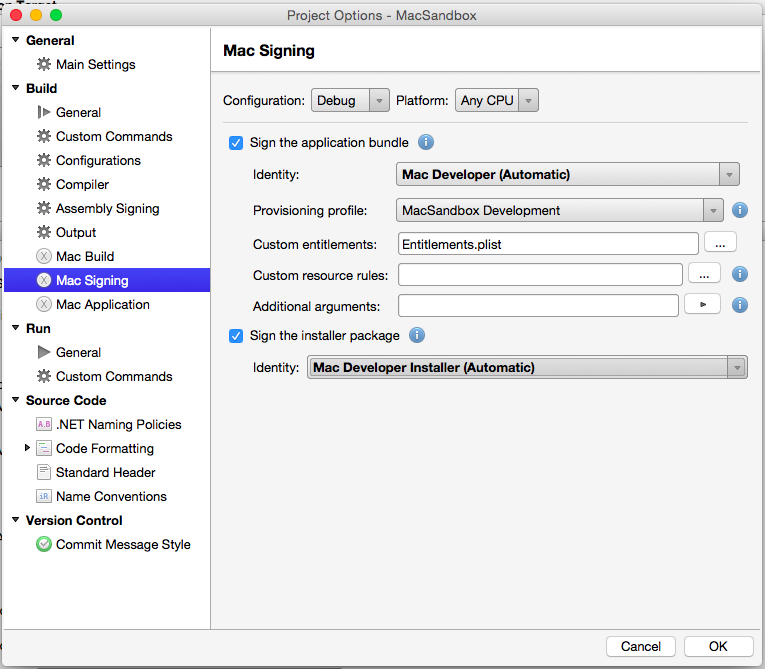 Project Options - MacSandbox
General
Main Settings
Build
General
Custom Commands
Configurations
Compiler
Assembly Signing
Output
Mac Build
Mac Signing
Mac Application
Run
General
Custom Commands
Source Code
A.B .NET Naming Policies
Code Formatting
Standard Header
iR Name Conventions
Version Control
Commit Message Style
Mac Signing
Configuration: Debug Platform: Any CPU
Sign the application bundle i
Identity: Mac Developer (Automatic)
Provisioning profile: MacSandbox Development i
Custom entitlements: Entitlements.plist ...
Custom resource rules: ... i
Additional arguments: i
Sign the installer package i
Identity: Mac Developer Installer (Automatic)
Cancel OK